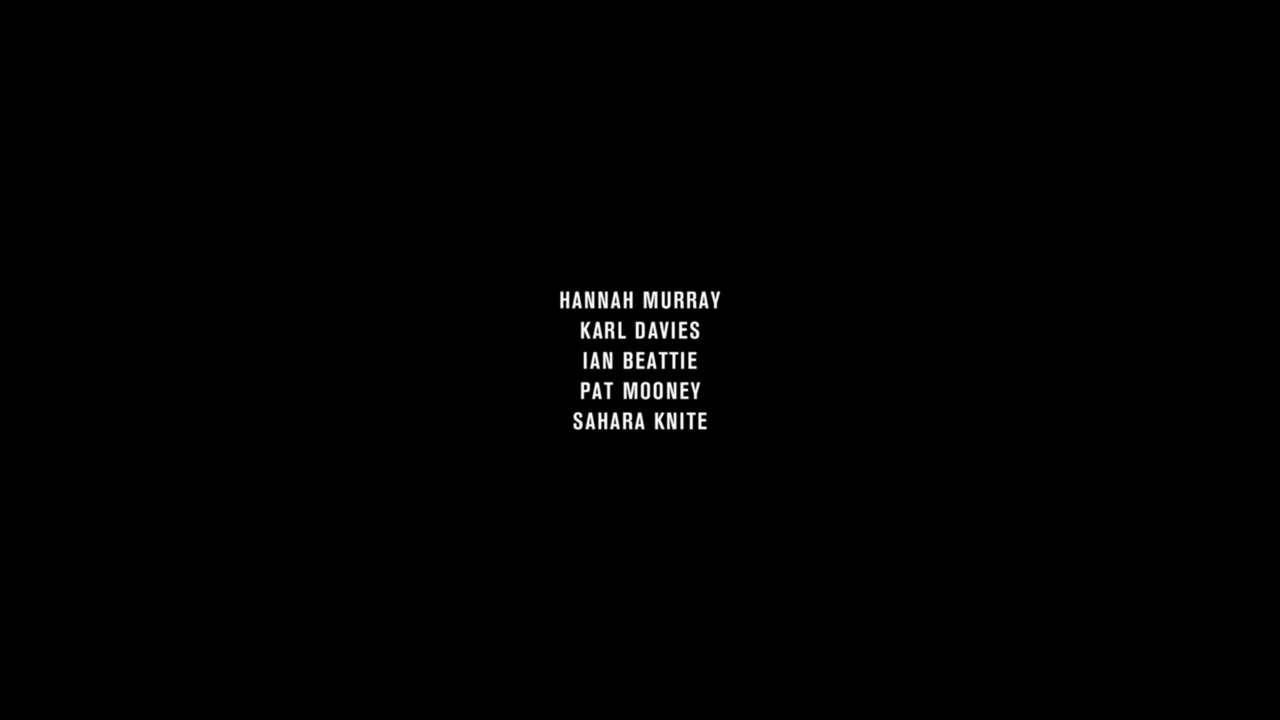 HANNAH MURRAY
KARL DAVIES
IAN BEATTIE
PAT MOONEY
SAHARA KNITE